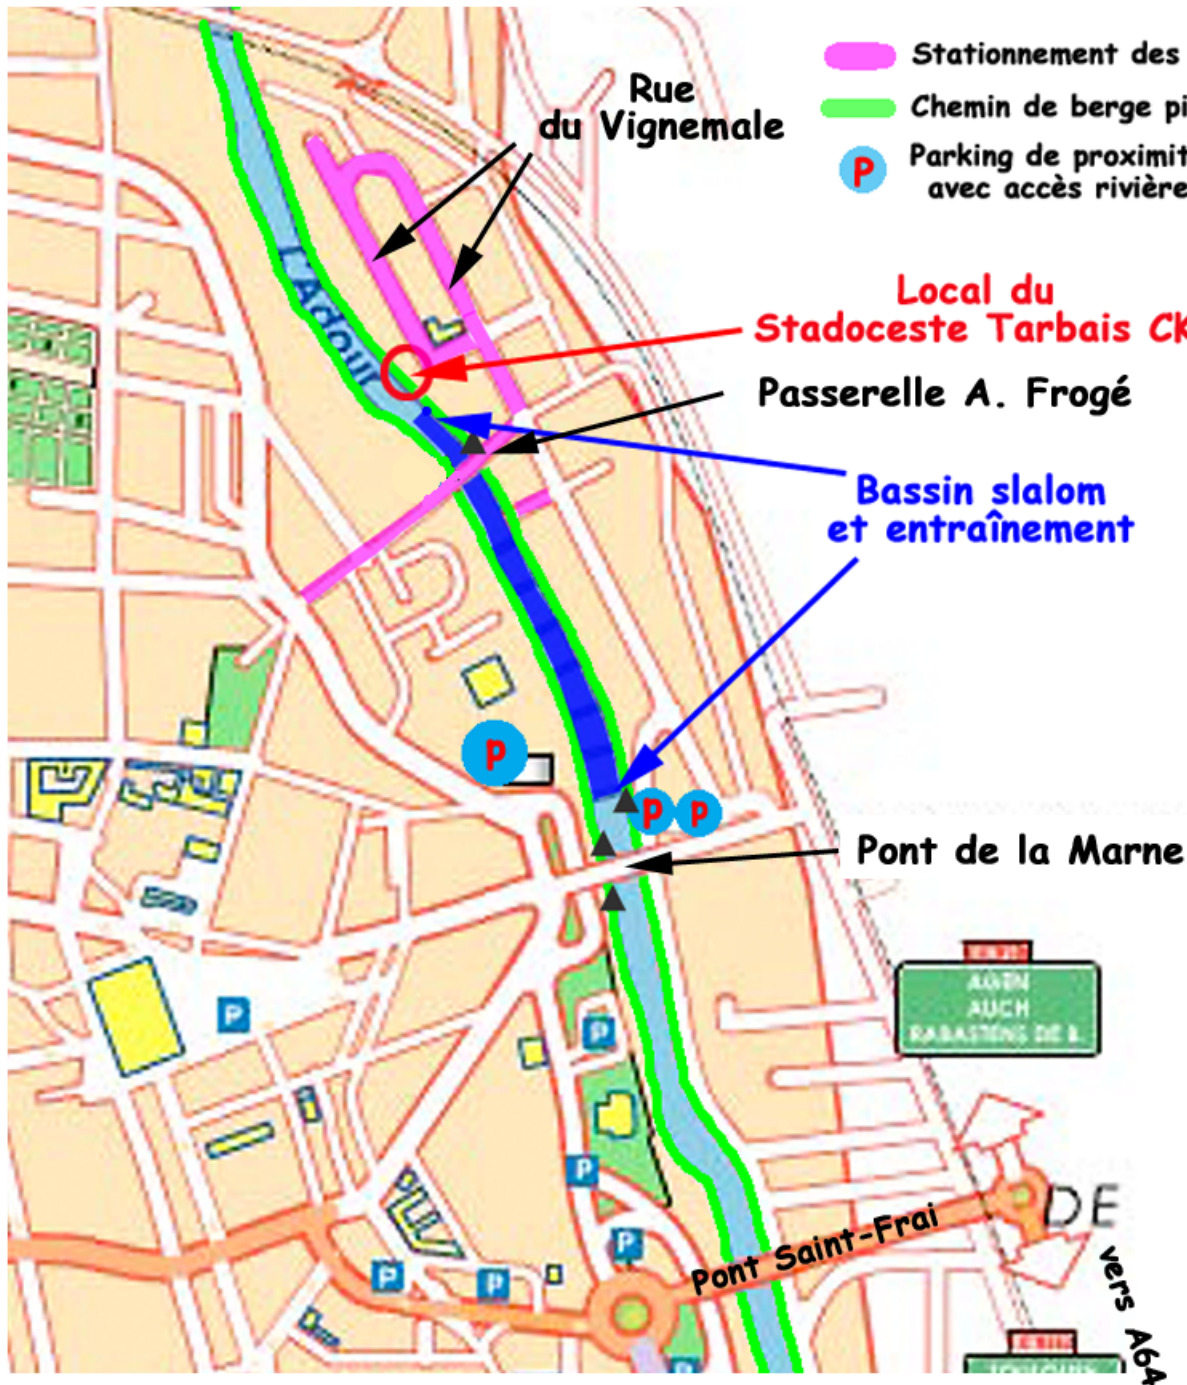 Stationnement des
Chemin de berge pi
P
Parking de proximit
avec accès rivière
Rue
du Vignemale
L'Adour
Local du
Stadoceste Tarbais CK
Passerelle A. Frogé
Bassin slalom
et entraînement
P
P
P
Pont de la Marne
AGEN
AUCH
RABASTENS DE B.
P
P
P
DE
Pont Saint-Frai
P
P
P
vers A64
P